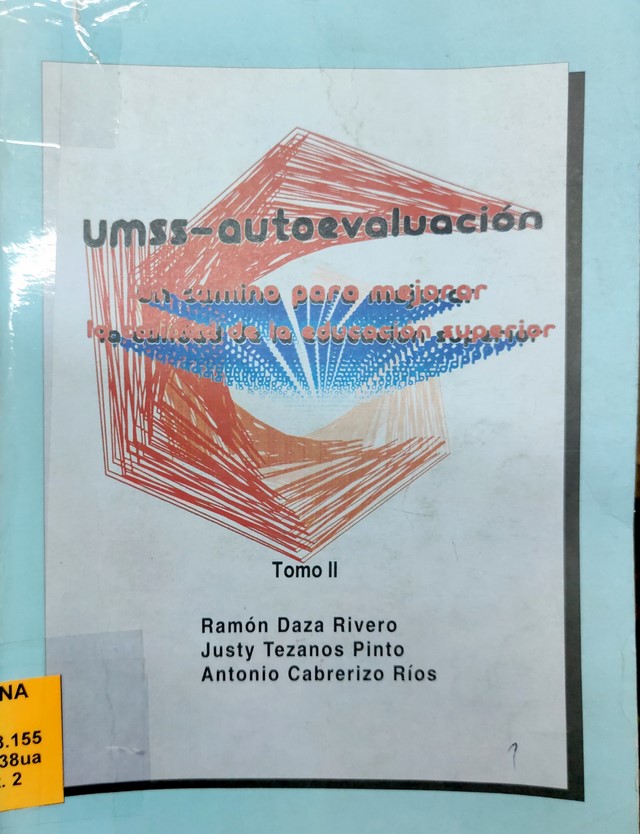 umss-autoevaluación
un camino para mejorar
la calidad de la educación superior
Tomo II
Ramón Daza Rivero
Justy Tezanos Pinto
Antonio Cabrerizo Ríos
NA
3.155
38ua
. 2